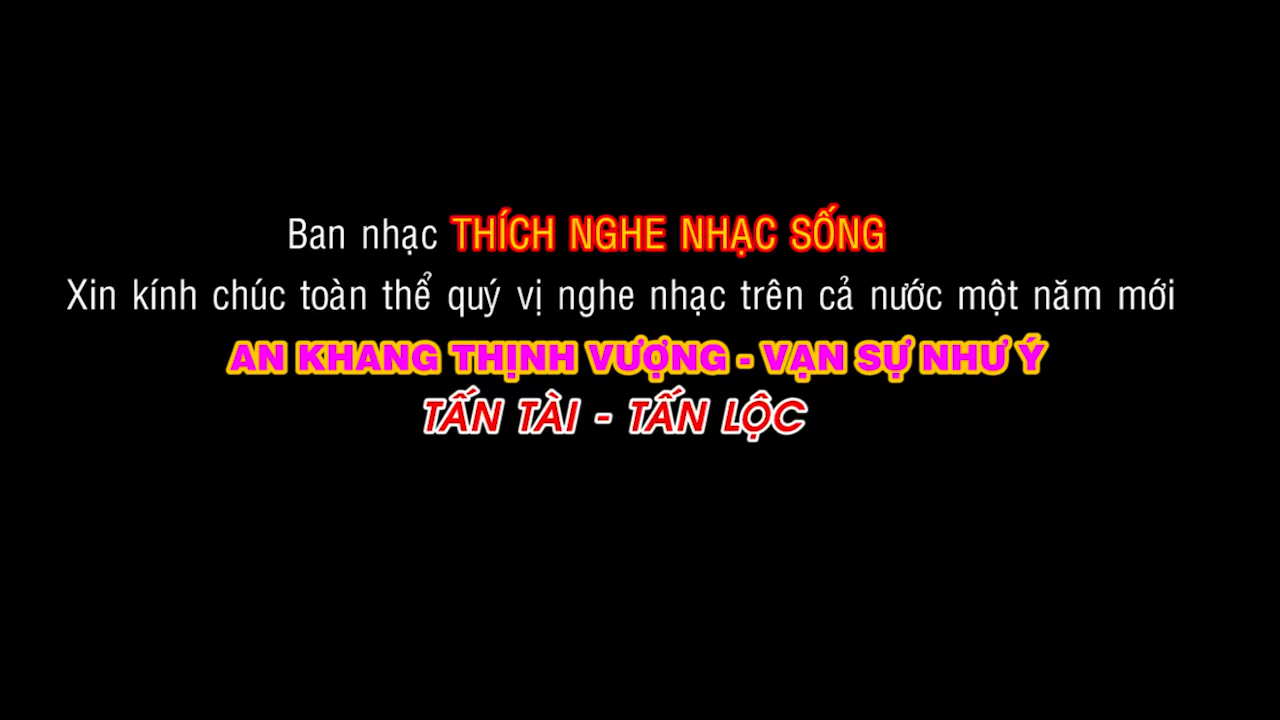 Ban nhạc THÍCH NGHE NHẠC SỐNG
Xin kính chúc toàn thể quý vị nghe nhạc trên cả nước một năm mới
AN KHANG THỊNH VƯỢNG - VẠN SỰ NHƯ Ý
TẤN TÀI - TẤN LỘC